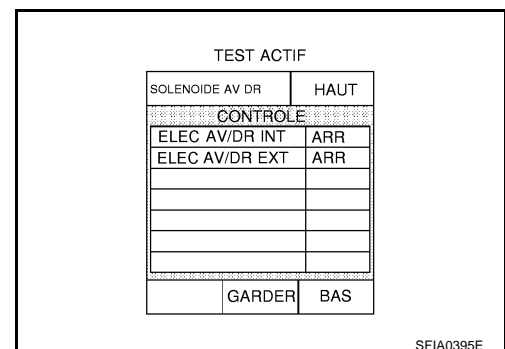 TEST ACTIF
SOLENOIDE AV DR HAUT
CONTROLE
ELEC AV/DR INT ARR
ELEC AV/DR EXT ARR
GARDER BAS
SFIA0395E